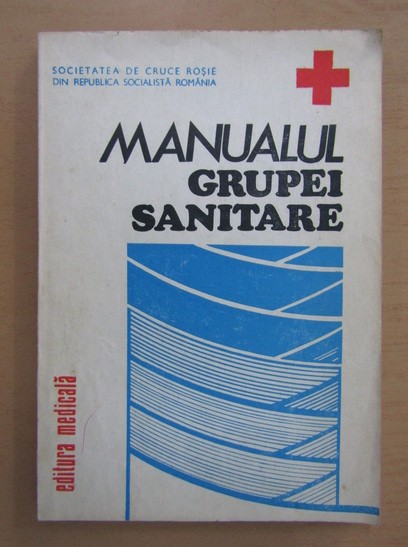 SOCIETATEA DE CRUCE ROȘIE
DIN REPUBLICA SOCIALISTĂ ROMÂNIA
MANUALUL
GRUPEI
SANITARE
editura medicală